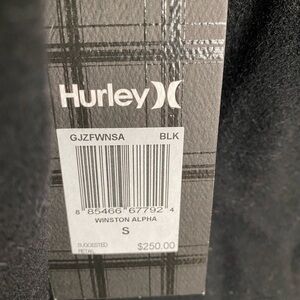 Hurley
GJZFWNSA BLK
8 85466 67792 4
WINSTON ALPHA
S
SUGGESTED
RETAIL $250.00